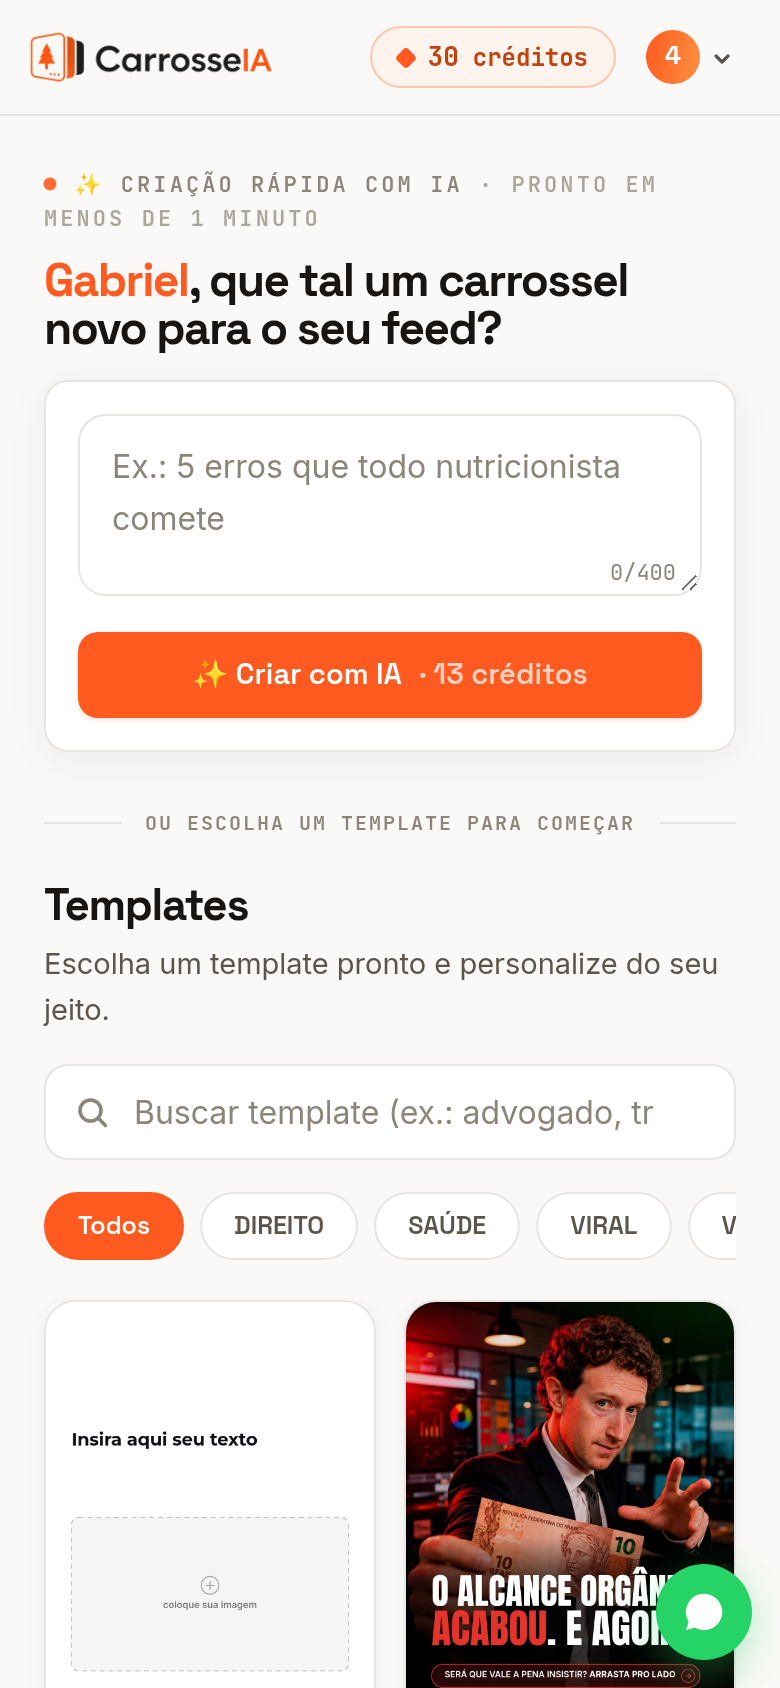 CarrosseIA
30 créditos
4
✨ CRIAÇÃO RÁPIDA COM IA · PRONTO EM
MENOS DE 1 MINUTO
Gabriel, que tal um carrossel
novo para o seu feed?
Ex.: 5 erros que todo nutricionista
comete
0/400
✨ Criar com IA · 13 créditos
OU ESCOLHA UM TEMPLATE PARA COMEÇAR
Templates
Escolha um template pronto e personalize do seu
jeito.
Buscar template (ex.: advogado, tr
Todos
DIREITO
SAÚDE
VIRAL
V
Insira aqui seu texto
coloque sua imagem
10
10
O ALCANCE ORGÂN
ACABOU. E AGO
SERÁ QUE VALE A PENA INSISTIR? ARRASTA PRO LADO